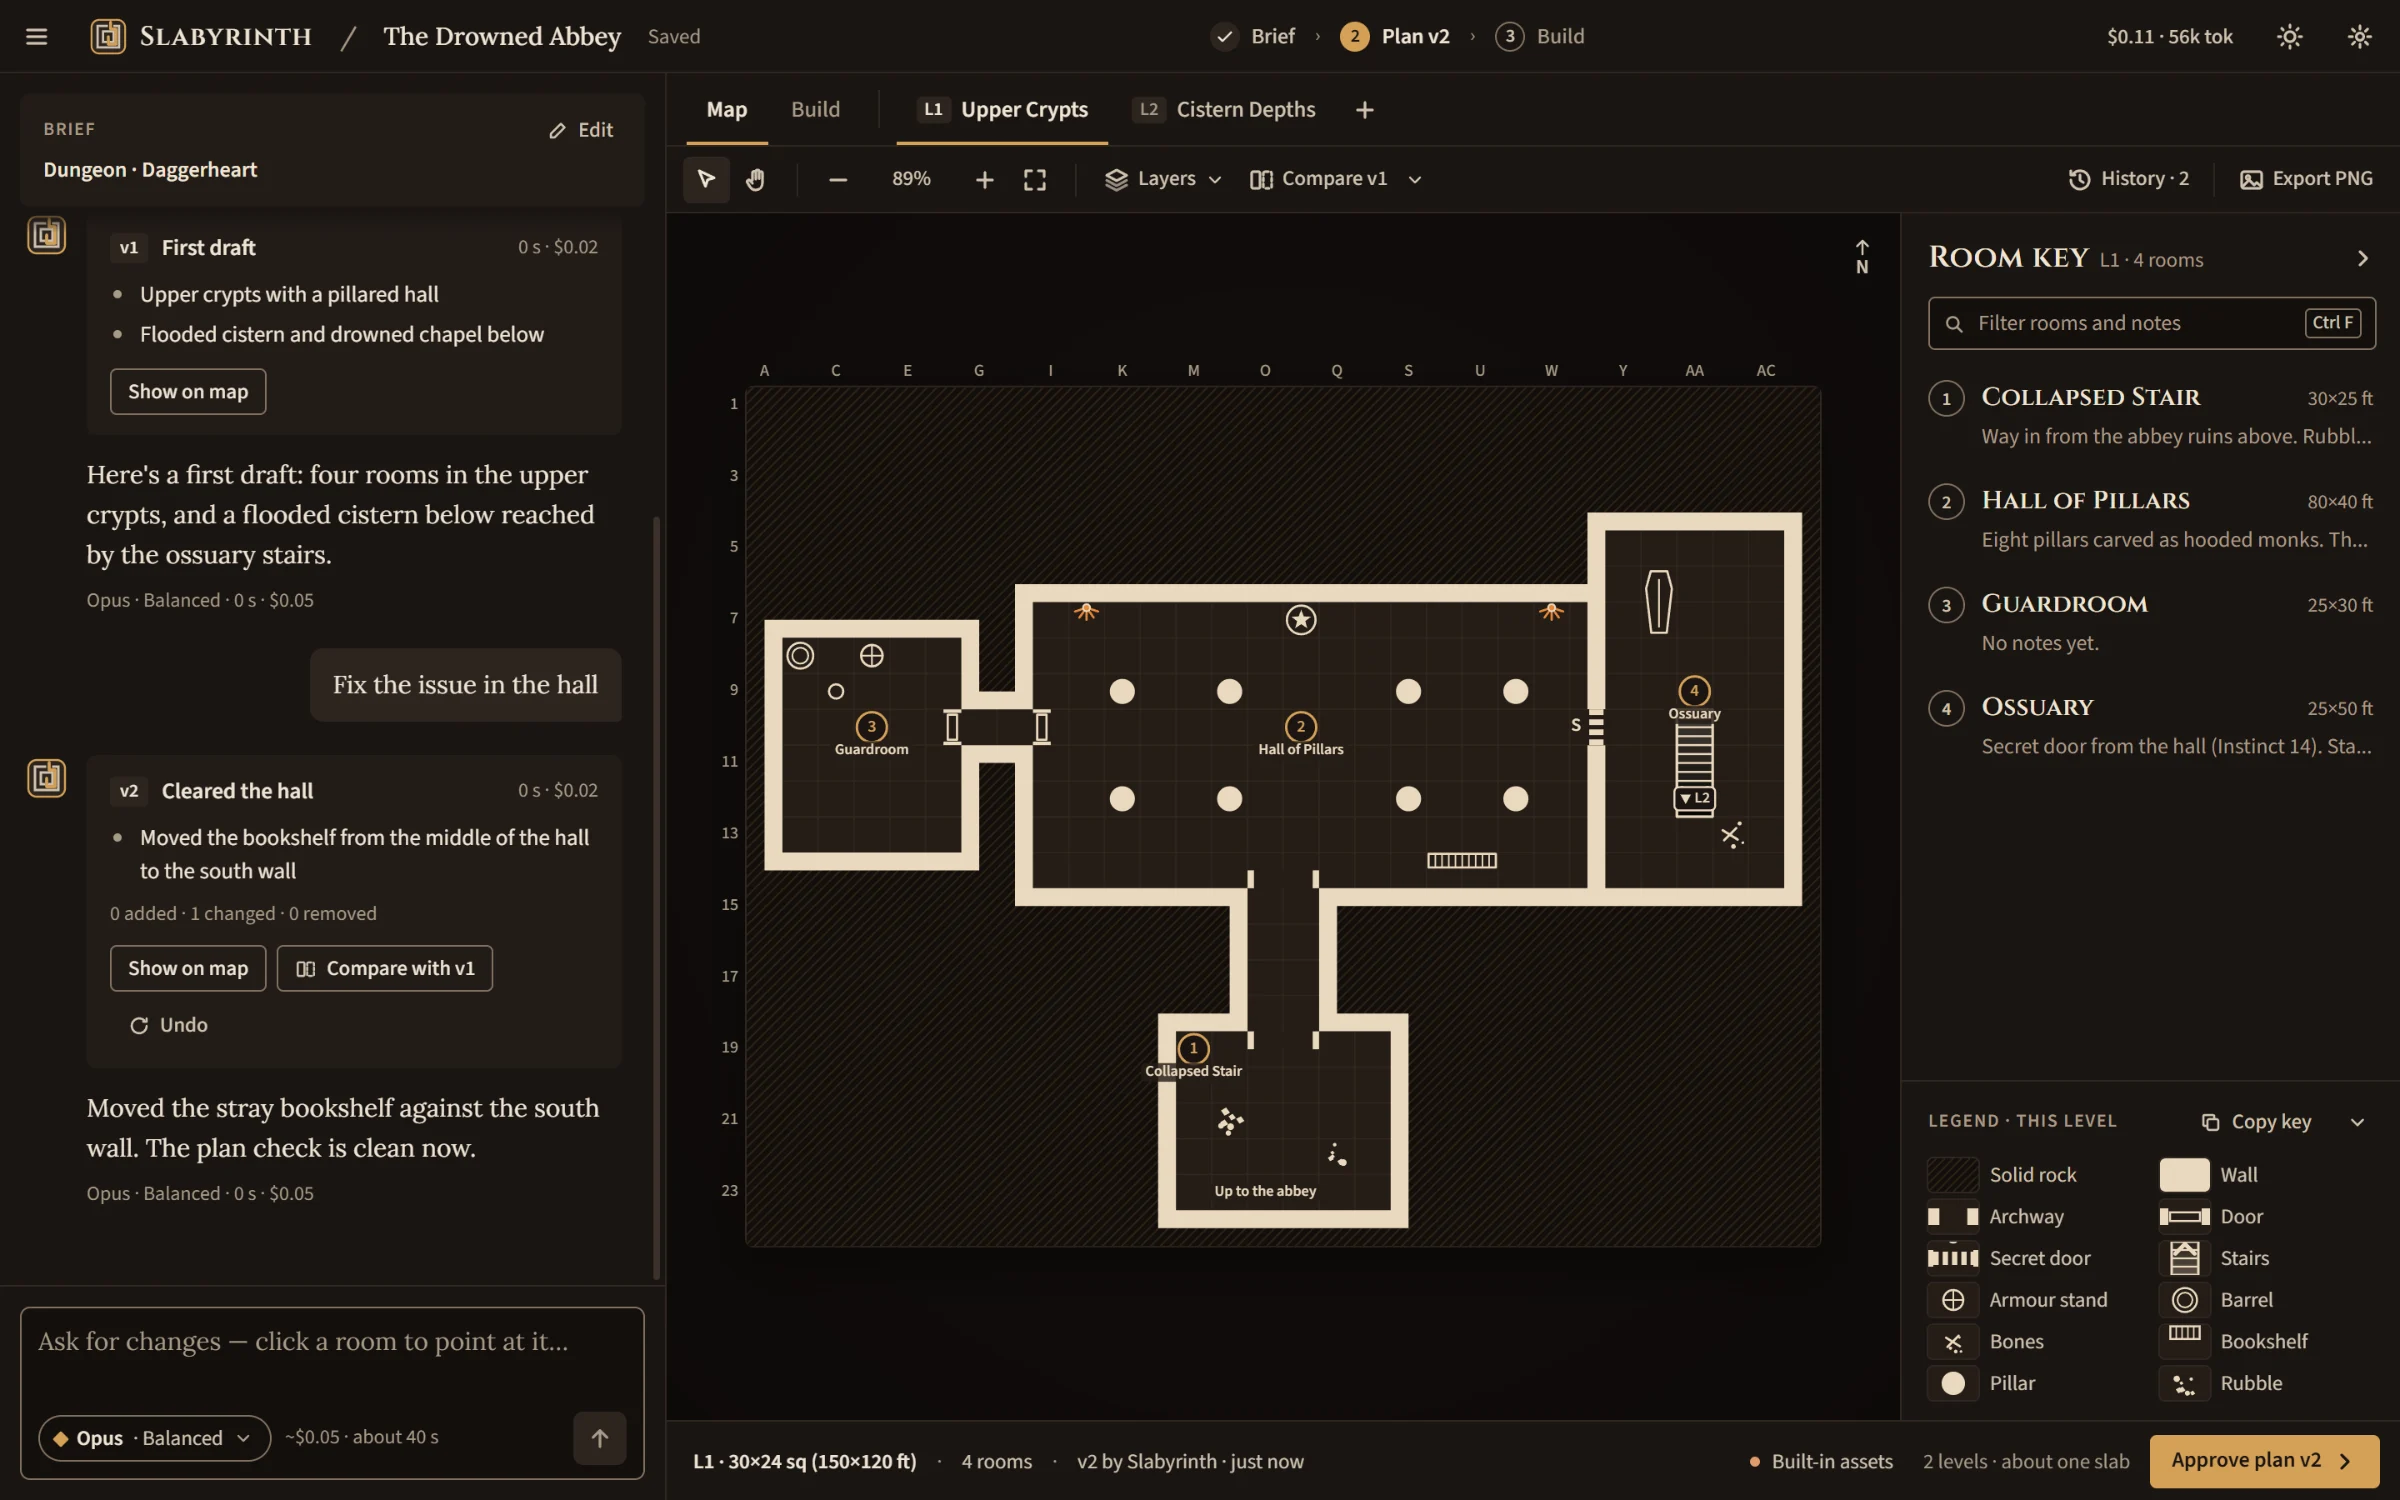 SLABYRINTH / The Drowned Abbey Saved
Brief › 2 Plan v2 › 3 Build
$0.11 · 56k tok
BRIEF
Edit
Dungeon · Daggerheart
v1 First draft 0 s · $0.02
Upper crypts with a pillared hall
Flooded cistern and drowned chapel below
Show on map
Here's a first draft: four rooms in the upper
crypts, and a flooded cistern below reached
by the ossuary stairs.
Opus · Balanced · 0 s · $0.05
Fix the issue in the hall
v2 Cleared the hall 0 s · $0.02
Moved the bookshelf from the middle of the hall
to the south wall
0 added · 1 changed · 0 removed
Show on map
Compare with v1
Undo
Moved the stray bookshelf against the south
wall. The plan check is clean now.
Opus · Balanced · 0 s · $0.05
Ask for changes — click a room to point at it...
Opus · Balanced ~$0.05 · about 40 s
Map Build L1 Upper Crypts L2 Cistern Depths +
89% Layers Compare v1
History · 2 Export PNG
N
A C E G I K M O Q S U W Y AA AC
1
3
5
7
9
11
13
15
17
19
21
23
3
Guardroom
2
Hall of Pillars
S
4
Ossuary
▼ L2
1
Collapsed Stair
Up to the abbey
ROOM KEY L1 · 4 rooms
Filter rooms and notes Ctrl F
1 COLLAPSED STAIR 30×25 ft
Way in from the abbey ruins above. Rubbl...
2 HALL OF PILLARS 80×40 ft
Eight pillars carved as hooded monks. Th...
3 GUARDROOM 25×30 ft
No notes yet.
4 OSSUARY 25×50 ft
Secret door from the hall (Instinct 14). Sta...
LEGEND · THIS LEVEL Copy key
Solid rock Wall
Archway Door
Secret door Stairs
Armour stand Barrel
Bones Bookshelf
Pillar Rubble
L1 · 30×24 sq (150×120 ft) · 4 rooms · v2 by Slabyrinth · just now
Built-in assets 2 levels · about one slab Approve plan v2